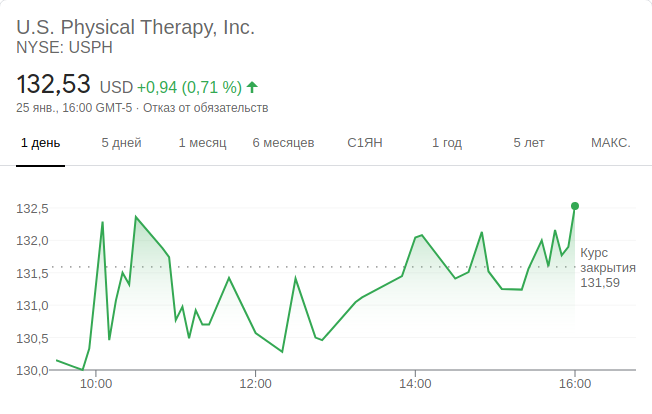 U.S. Physical Therapy, Inc.
NYSE: USPH
132,53 USD +0,94 (0,71 %)
25 янв., 16:00 GMT-5 · Отказ от обязательств
1 день 5 дней 1 месяц 6 месяцев С1ЯН 1 год 5 лет МАКС.
132,5
132,0
131,5
131,0
130,5
130,0
Курс
закрытия
131,59
10:00 12:00 14:00 16:00